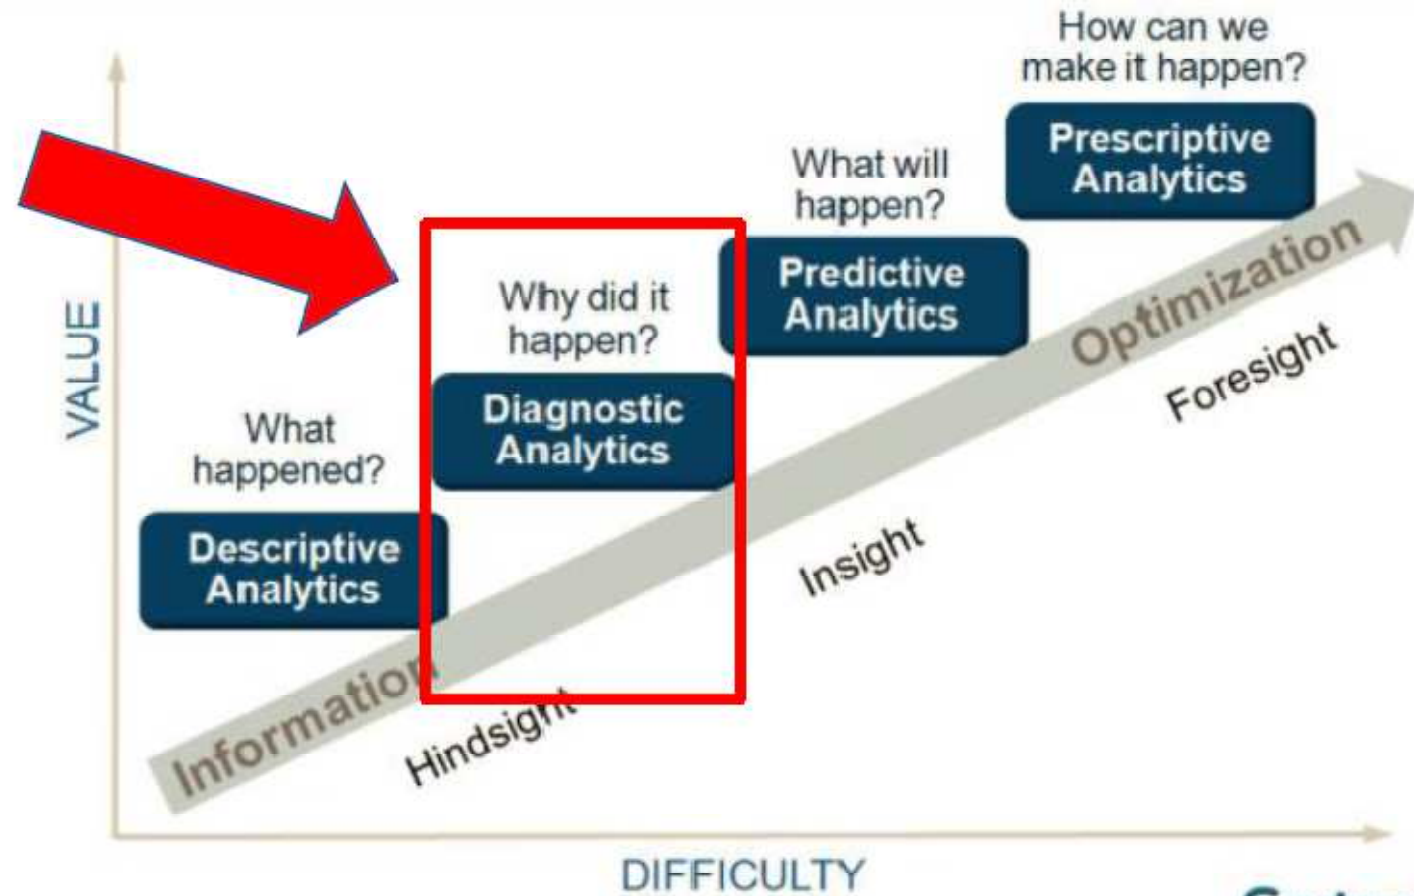 How can we
make it happen?
Prescriptive
Analytics
What will
happen?
Predictive
Analytics
Why did it
happen?
Diagnostic
Analytics
What
happened?
Descriptive
Analytics
VALUE
Information
Optimization
Hindsight
Insight
Foresight
DIFFICULTY